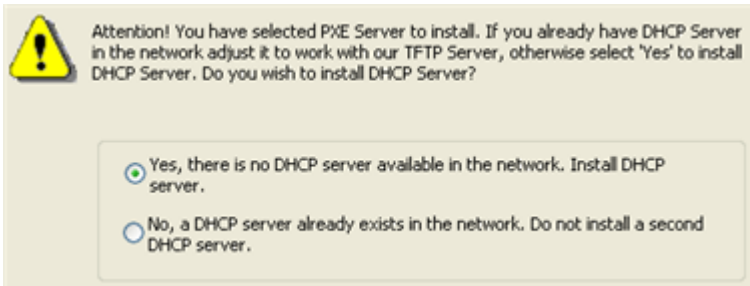 Attention! You have selected PXE Server to install. If you already have DHCP Server
in the network adjust it to work with our TFTP Server, otherwise select 'Yes' to install
DHCP Server. Do you wish to install DHCP Server?
Yes, there is no DHCP server available in the network. Install DHCP
server.
No, a DHCP server already exists in the network. Do not install a second
DHCP server.